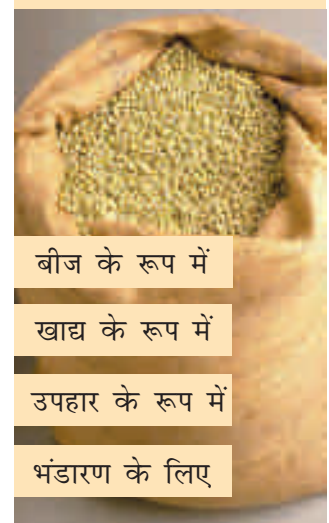 बीज के रूप में
खाद्य के रूप में
उपहार के रूप में
भंडारण के लिए